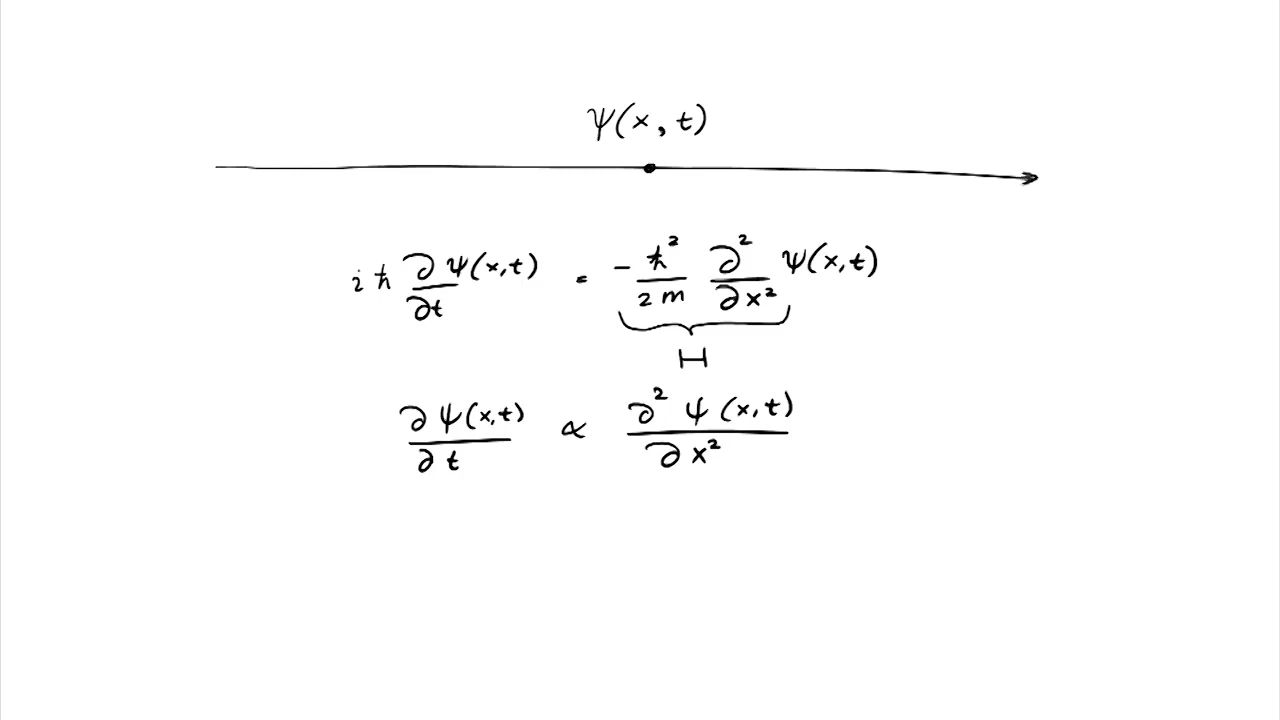 ψ(x, t)
iℏ ∂/∂t ψ(x,t) = -ℏ²/2m ∂²/∂x² ψ(x,t)
H
∂ψ(x,t)/∂t ∝ ∂²ψ(x,t)/∂x²